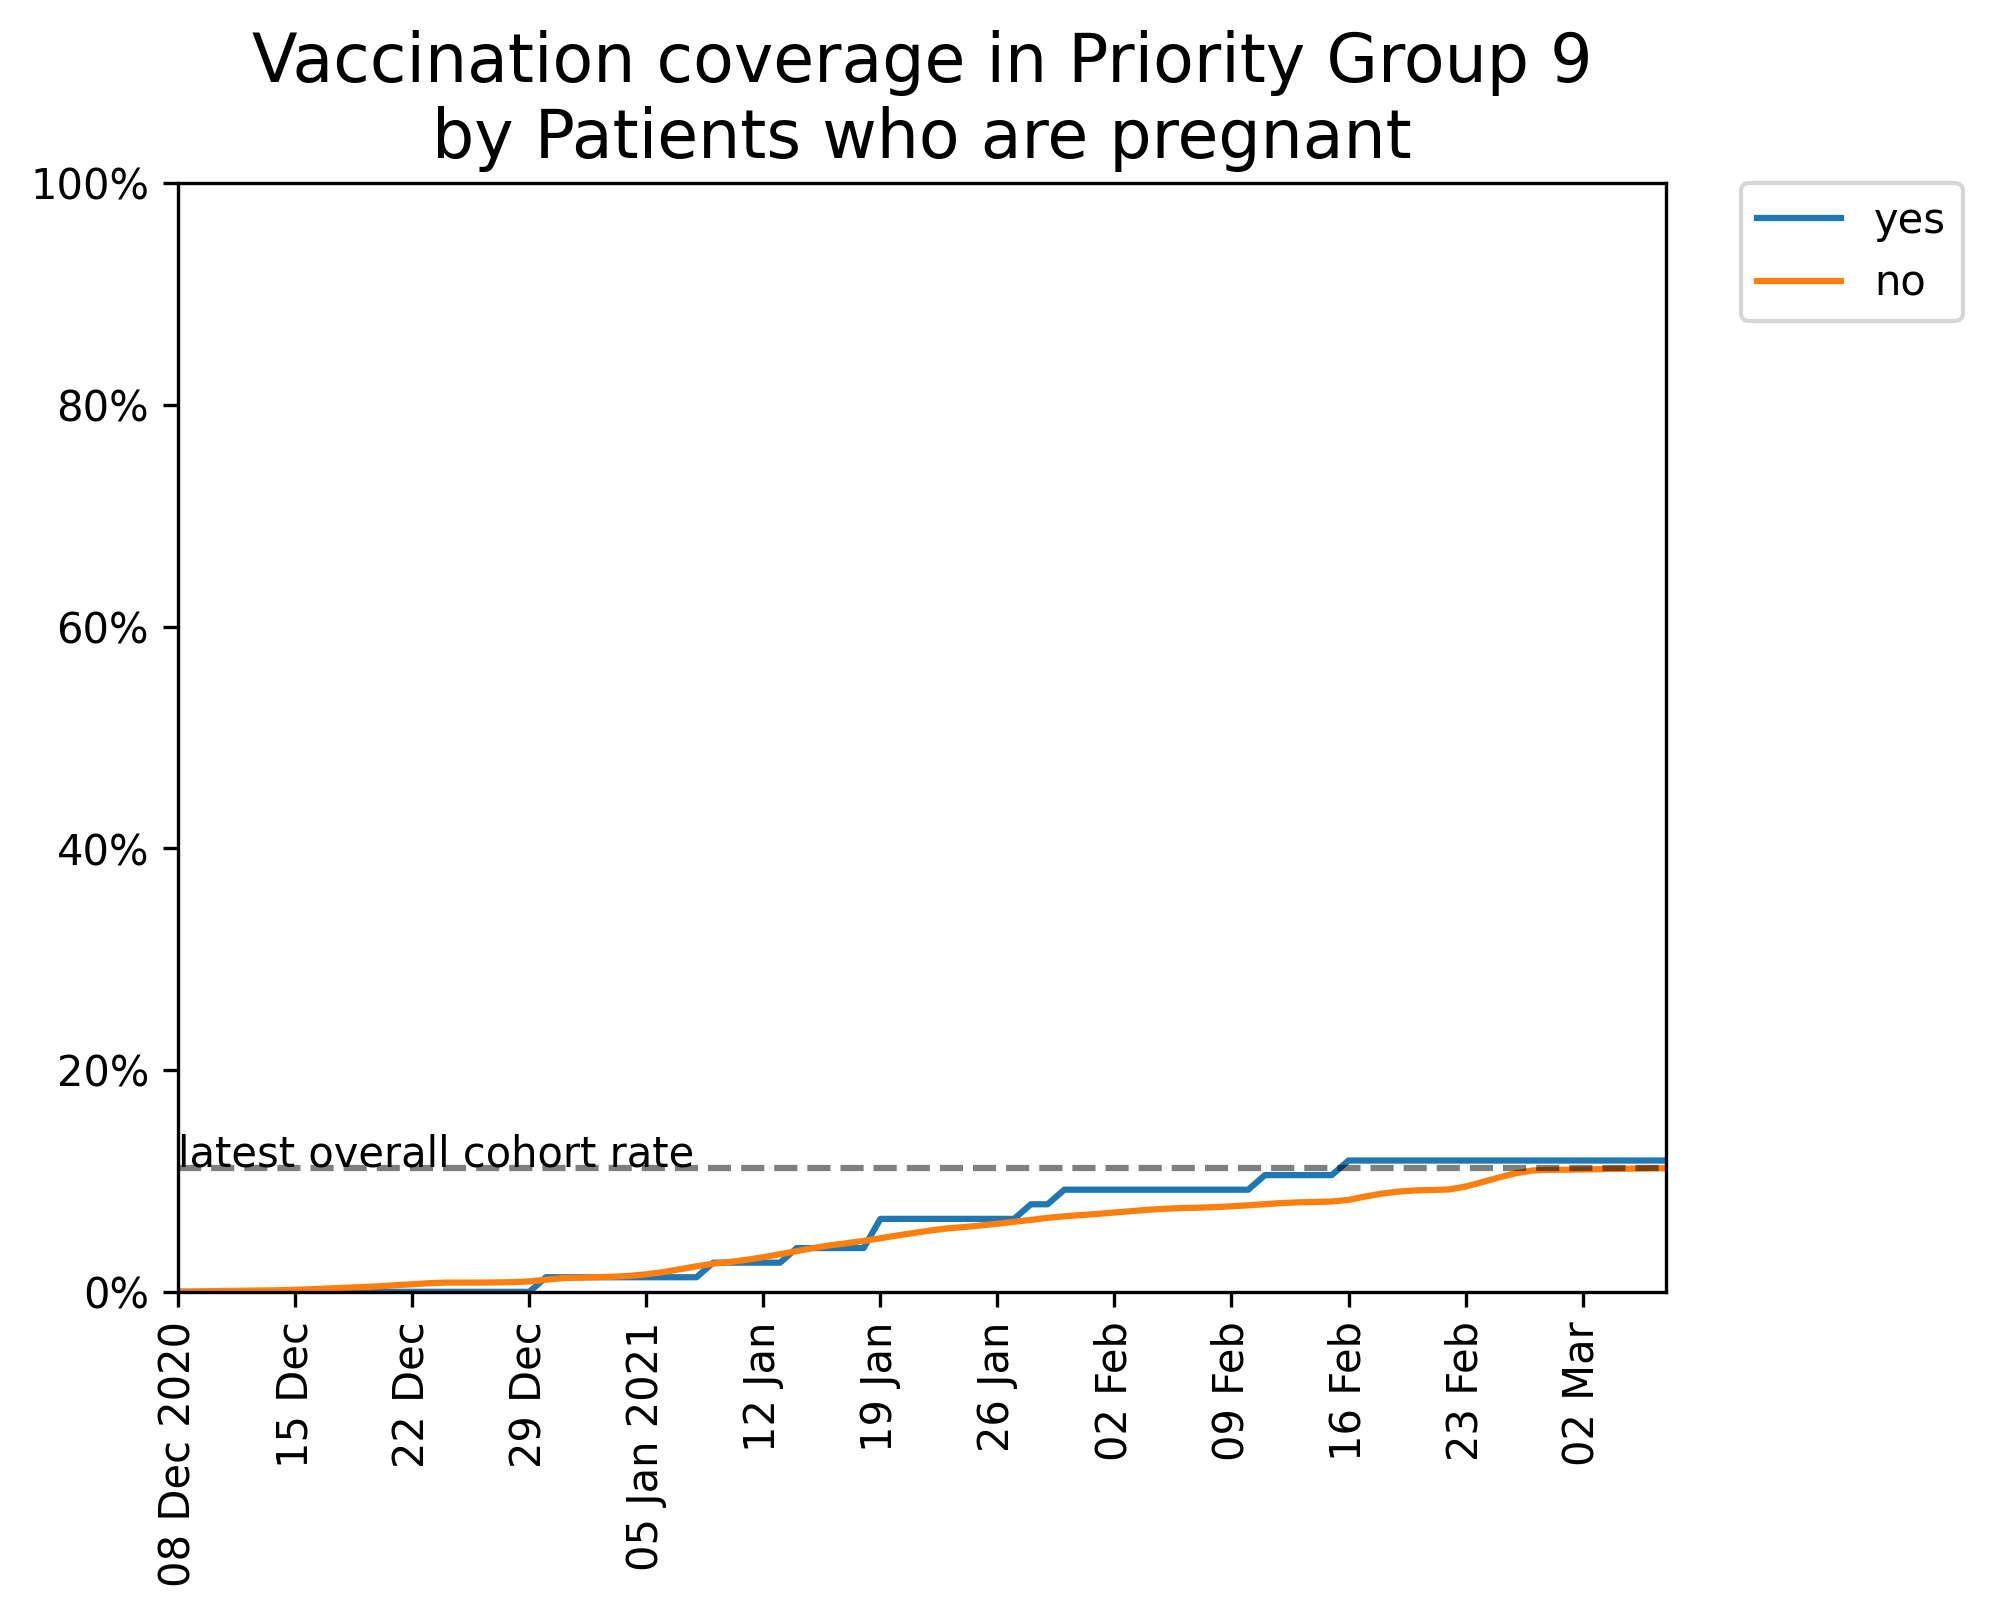 Vaccination coverage in Priority Group 9
by Patients who are pregnant
100%
80%
60%
40%
20%
0%
latest overall cohort rate
yes
no
08 Dec 2020
15 Dec
22 Dec
29 Dec
05 Jan 2021
12 Jan
19 Jan
26 Jan
02 Feb
09 Feb
16 Feb
23 Feb
02 Mar